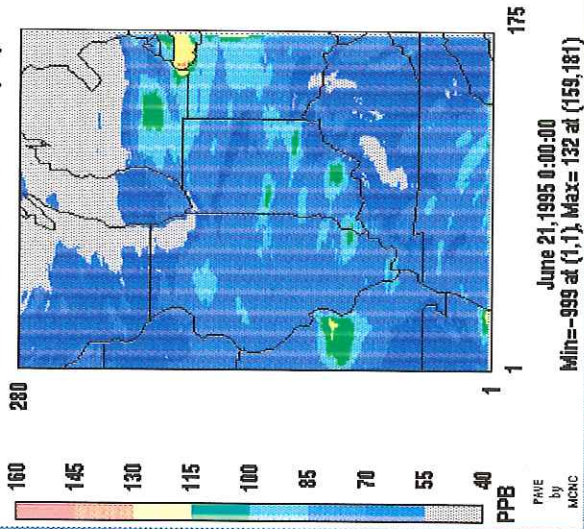 160
145
130
115
100
85
70
55
40
PPB
PAVE
by
MCNC
280
1
1
175
June 21,1995 0:00:00
Min=-999 at (1,1), Max= 132 at (159,181)